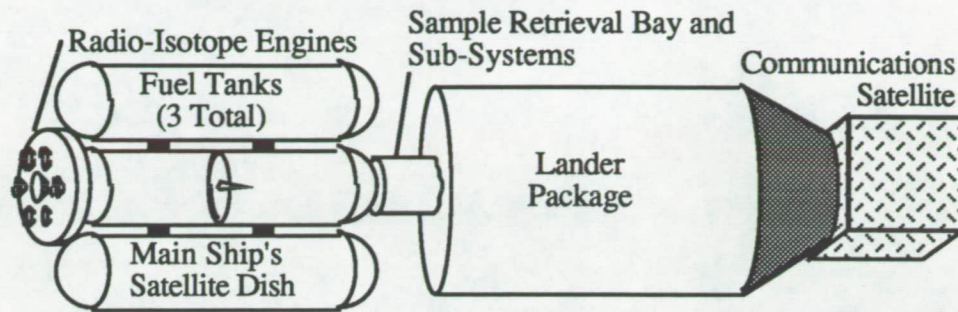 Radio-Isotope Engines
Fuel Tanks
(3 Total)
Main Ship's
Satellite Dish
Sample Retrieval Bay and
Sub-Systems
Lander
Package
Communications
Satellite